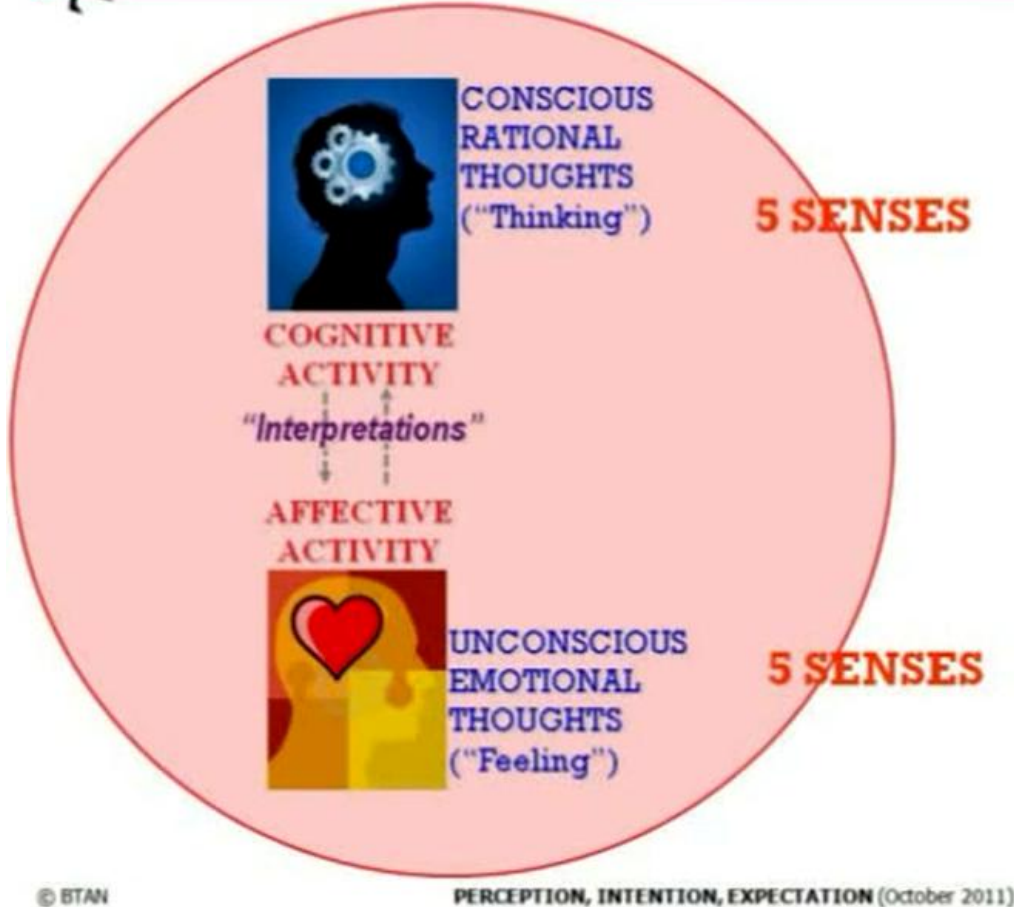 CONSCIOUS
RATIONAL
THOUGHTS
("Thinking")
5 SENSES
COGNITIVE
ACTIVITY
"Interpretations"
AFFECTIVE
ACTIVITY
UNCONSCIOUS
EMOTIONAL
THOUGHTS
("Feeling")
5 SENSES
© BTAN
PERCEPTION, INTENTION, EXPECTATION (October 2011)